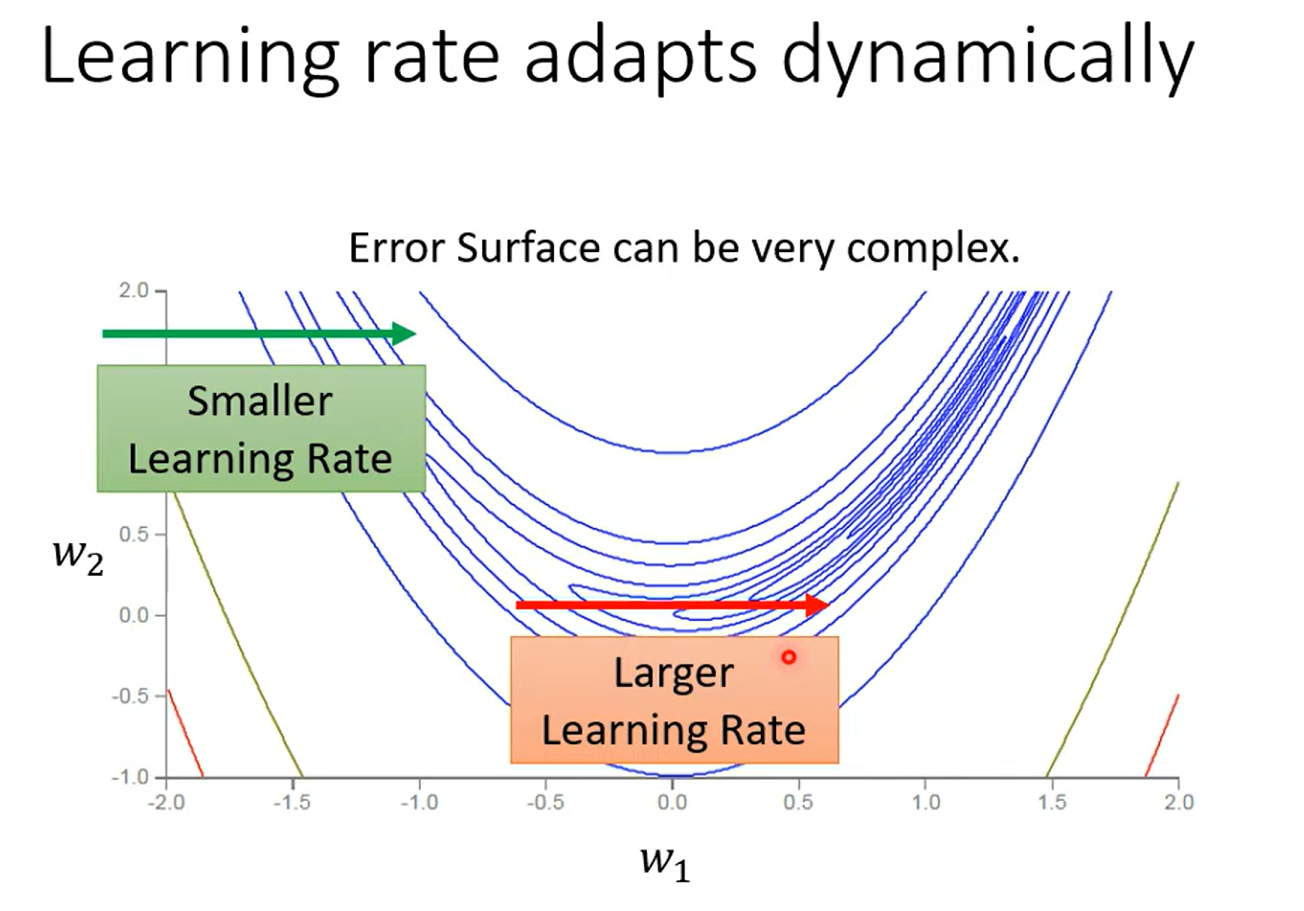 Learning rate adapts dynamically
Error Surface can be very complex.
2.0
Smaller
Learning Rate
0.5
w₂
0.0
Larger
Learning Rate
-0.5
-1.0
-2.0 -1.5 -1.0 -0.5 0.0 0.5 1.0 1.5 2.0
w₁